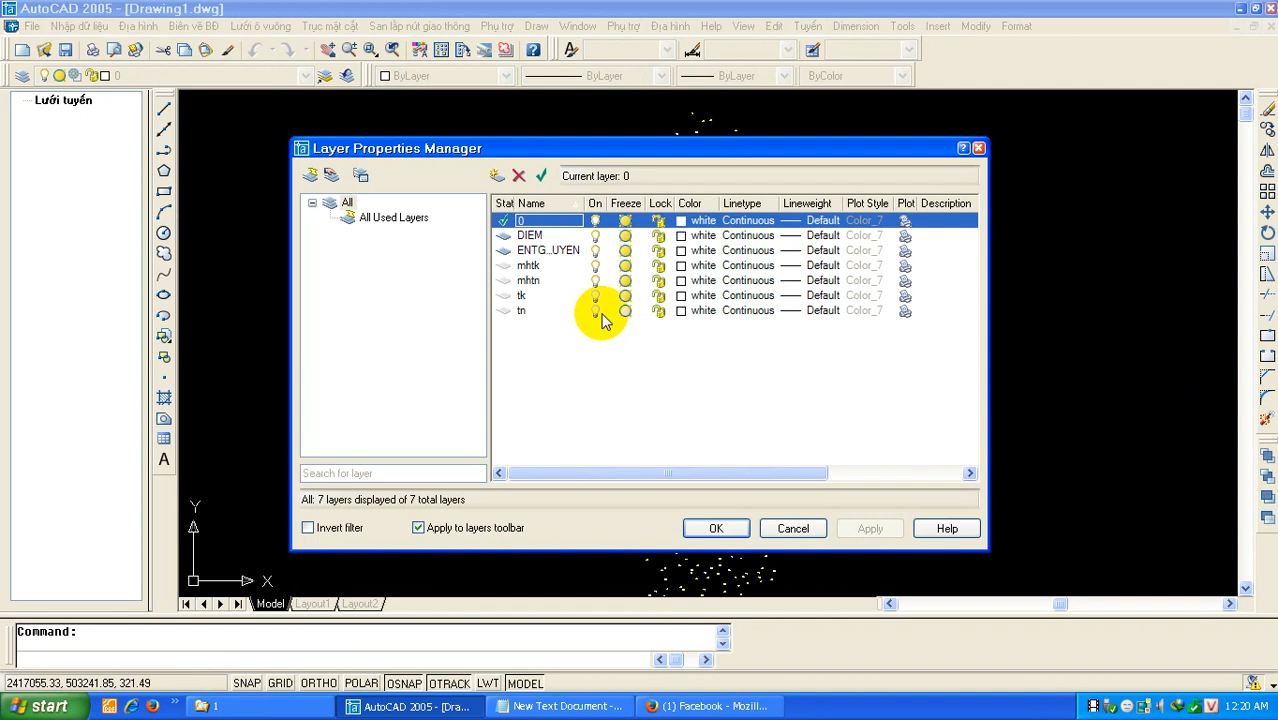 AutoCAD 2005 - [Drawing1.dwg]
File Nhập dữ liệu Địa hình Biên vẽ BĐ Lưới ô vuông Trục mặt cắt San lấp nút giao thông Phụ trợ Draw Window Phụ trợ Địa hình Help View Edit Tuyến Dimension Tools Insert Modify Format
0 ByLayer ByLayer ByLayer ByColor
Lưới tuyến
Layer Properties Manager
Current layer: 0
All
All Used Layers
Stat Name On Freeze Lock Color Linetype Lineweight Plot Style Plot Description
0 white Continuous Default Color_7
DIEM white Continuous Default Color_7
ENTG...UYEN white Continuous Default Color_7
mhtk white Continuous Default Color_7
mhtn white Continuous Default Color_7
tk white Continuous Default Color_7
tn white Continuous Default Color_7
Search for layer
All: 7 layers displayed of 7 total layers
Invert filter Apply to layers toolbar OK Cancel Apply Help
Y
X
Model Layout1 Layout2
Command:
2417055.33, 503241.85, 321.49 SNAP GRID ORTHO POLAR OSNAP OTRACK LWT MODEL
start 1 AutoCAD 2005 - [Dra... New Text Document -... (1) Facebook - Mozill... V 12:20 AM